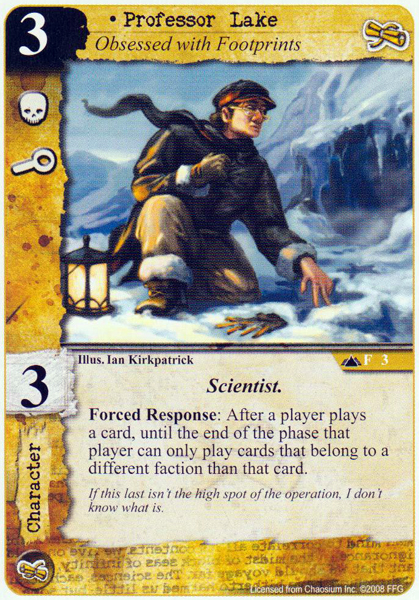 3
• Professor Lake
Obsessed with Footprints
Illus. Ian Kirkpatrick
F 3
3
Scientist.
Forced Response: After a player plays
a card, until the end of the phase that
player can only play cards that belong to a
different faction than that card.
If this last isn't the high spot of the operation, I don't
know what is.
Character
Licensed from Chaosium Inc. ©2008 FFG